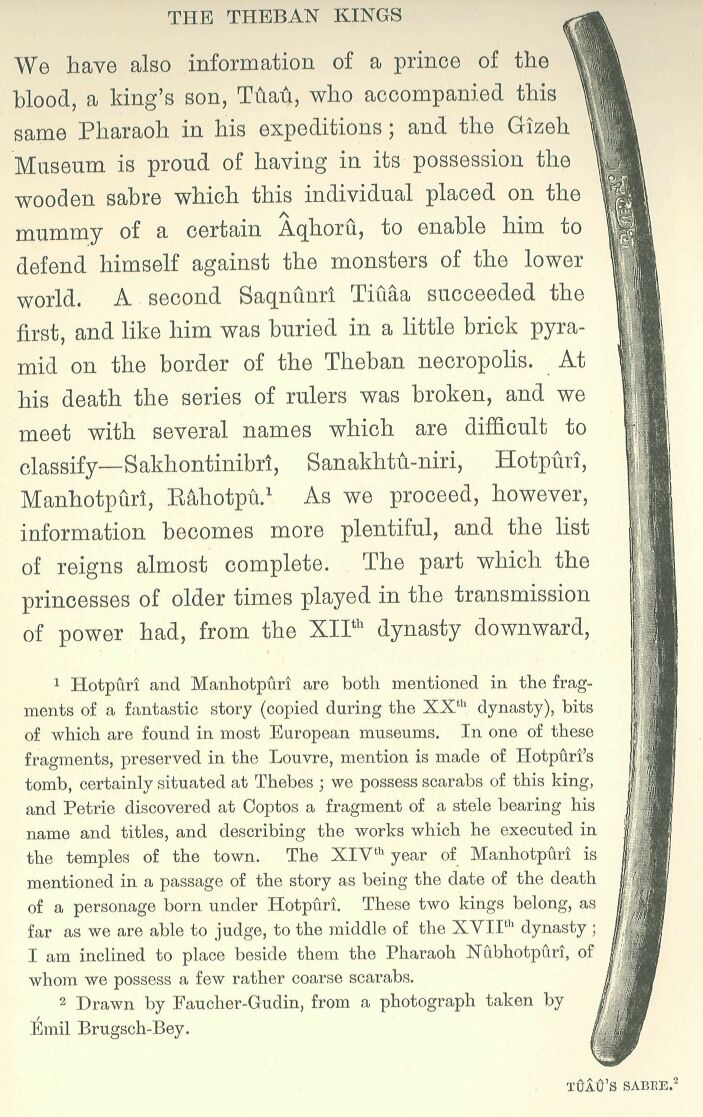 THE THEBAN KINGS
We have also information of a prince of the
blood, a king's son, Tûaû, who accompanied this
same Pharaoh in his expeditions; and the Gîzeh
Museum is proud of having in its possession the
wooden sabre which this individual placed on the
mummy of a certain Âqhorû, to enable him to
defend himself against the monsters of the lower
world. A second Saqnûnrî Tiûâa succeeded the
first, and like him was buried in a little brick pyra-
mid on the border of the Theban necropolis. At
his death the series of rulers was broken, and we
meet with several names which are difficult to
classify—Sakhontinibrî, Sanakhtû-niri, Hotpûrî,
Manhotpûrî, Râhotpû.¹ As we proceed, however,
information becomes more plentiful, and the list
of reigns almost complete. The part which the
princesses of older times played in the transmission
of power had, from the XIIth dynasty downward,
¹ Hotpûrî and Manhotpûrî are both mentioned in the frag-
ments of a fantastic story (copied during the XXth dynasty), bits
of which are found in most European museums. In one of these
fragments, preserved in the Louvre, mention is made of Hotpûrî's
tomb, certainly situated at Thebes; we possess scarabs of this king,
and Petrie discovered at Coptos a fragment of a stele bearing his
name and titles, and describing the works which he executed in
the temples of the town. The XIVth year of Manhotpûrî is
mentioned in a passage of the story as being the date of the death
of a personage born under Hotpûrî. These two kings belong, as
far as we are able to judge, to the middle of the XVIIth dynasty;
I am inclined to place beside them the Pharaoh Nûbhotpûrî, of
whom we possess a few rather coarse scarabs.
² Drawn by Faucher-Gudin, from a photograph taken by
Émil Brugsch-Bey.
TÛÂÛ'S SABRE.²